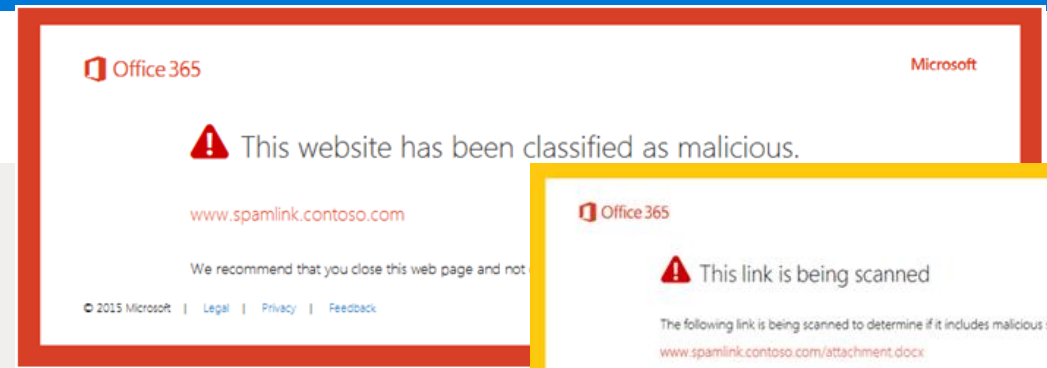 Office 365
Microsoft
This website has been classified as malicious.
www.spamlink.contoso.com
We recommend that you close this web page and not
© 2015 Microsoft | Legal | Privacy | Feedback
Office 365
This link is being scanned
The following link is being scanned to determine if it includes malicious
www.spamlink.contoso.com/attachment.docx